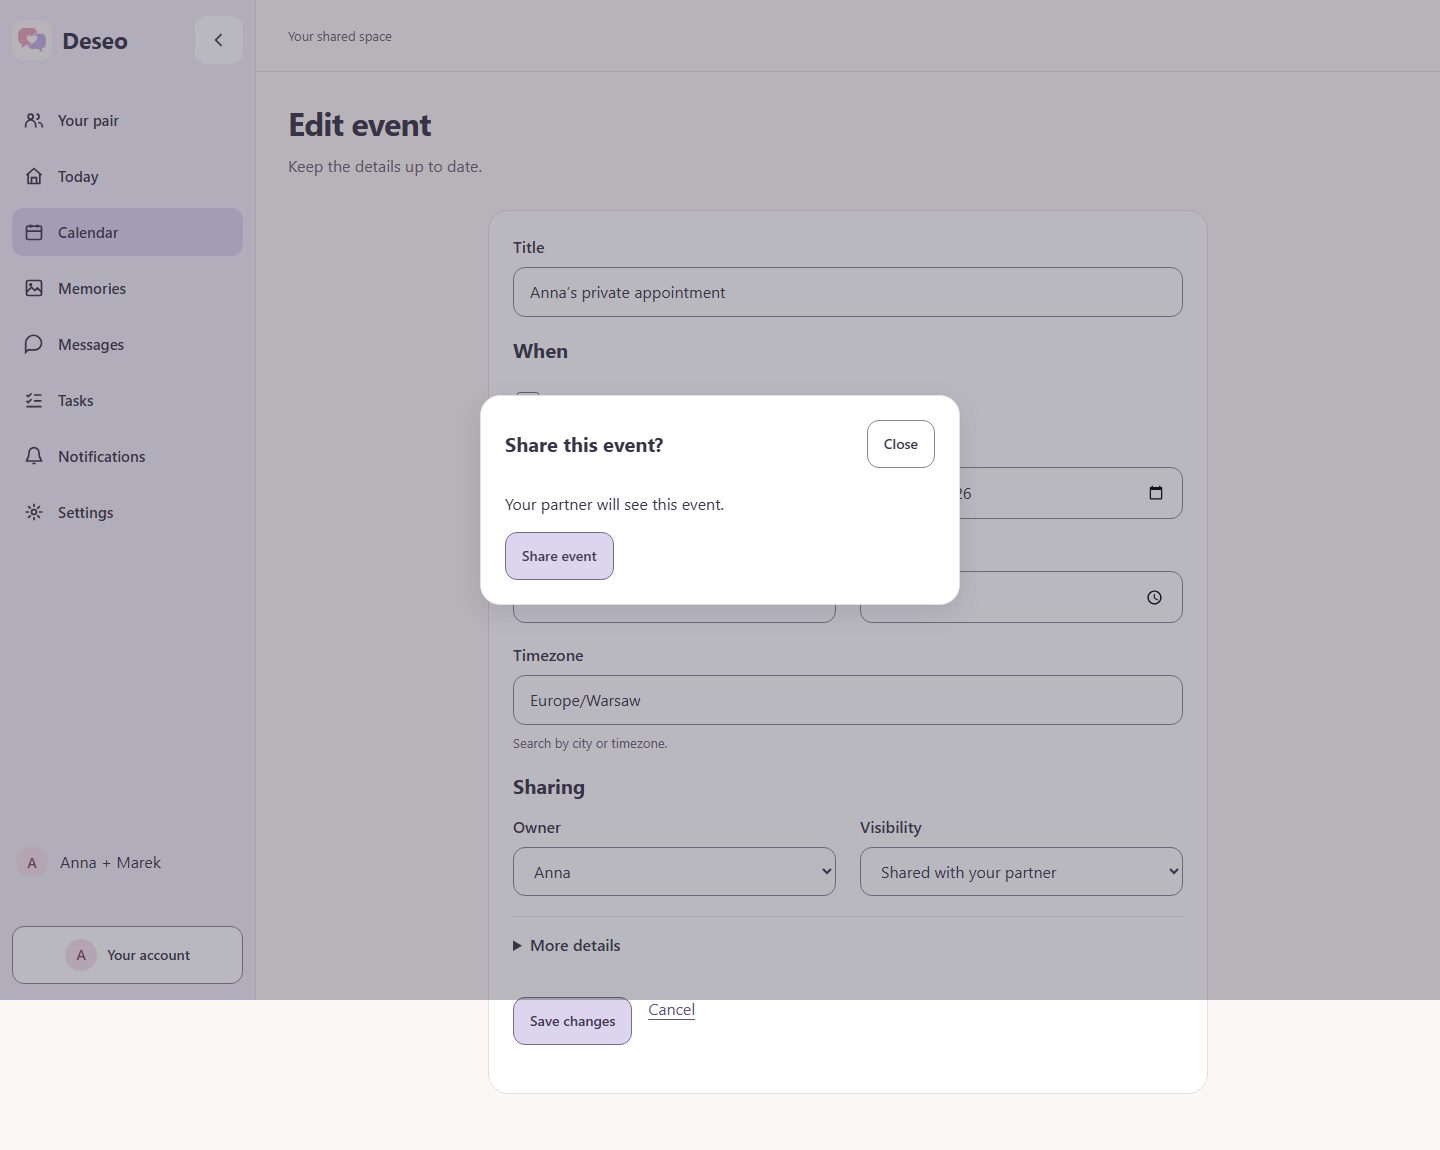 Deseo
Your shared space
Your pair
Today
Calendar
Memories
Messages
Tasks
Notifications
Settings
A Anna + Marek
A Your account
Edit event
Keep the details up to date.
Title
Anna's private appointment
When
Share this event?
Close
Your partner will see this event.
Share event
26
Timezone
Europe/Warsaw
Search by city or timezone.
Sharing
Owner
Visibility
Anna
Shared with your partner
More details
Save changes
Cancel